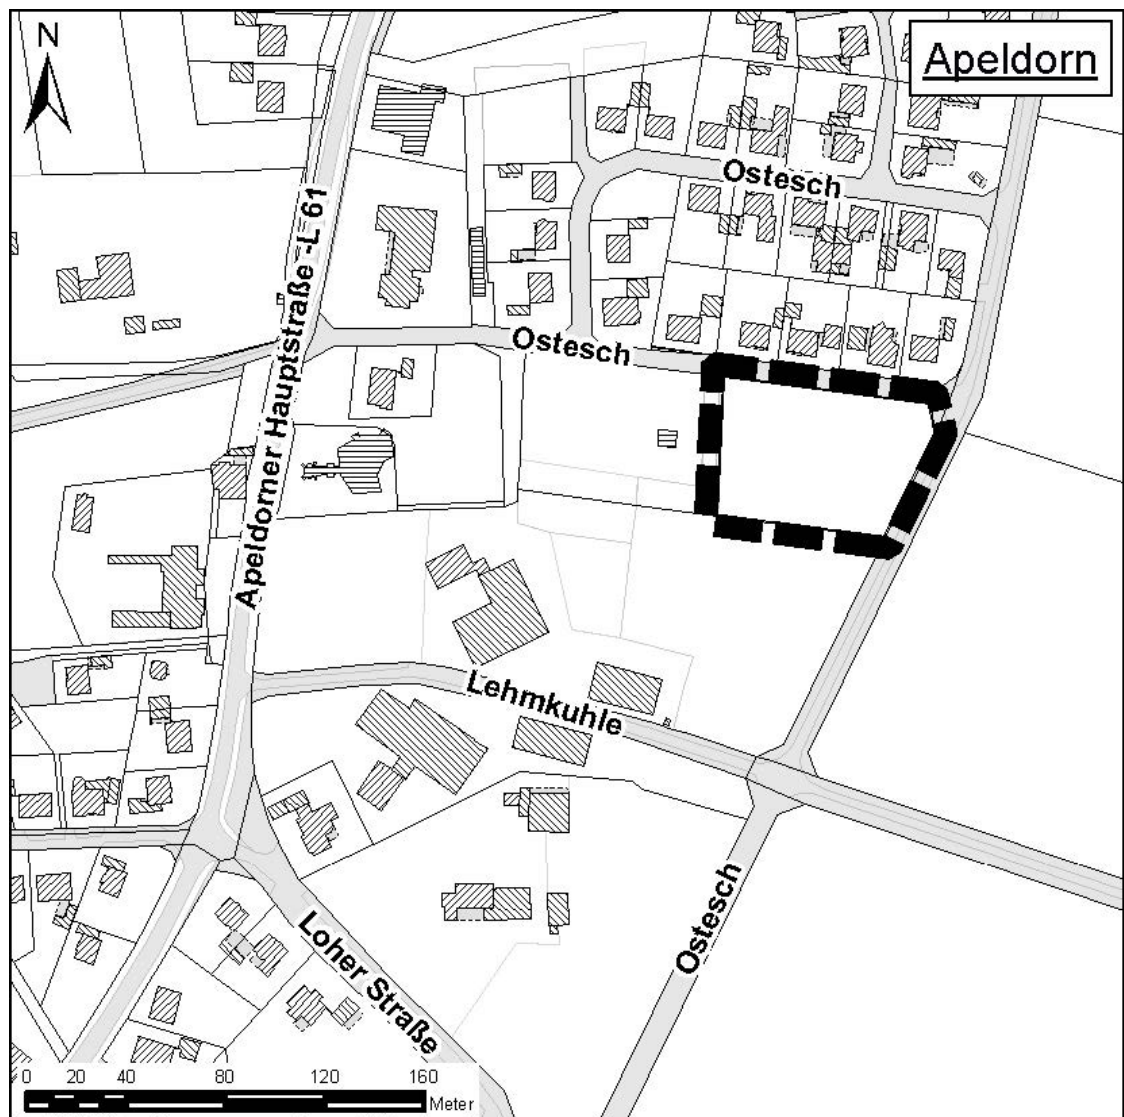 N
Apeldorn
Ostesch
Apeldorner Hauptstraße -L 61
Ostesch
Lehmkuhle
Ostesch
Loher Straße
0 20 40 80 120 160
Meter